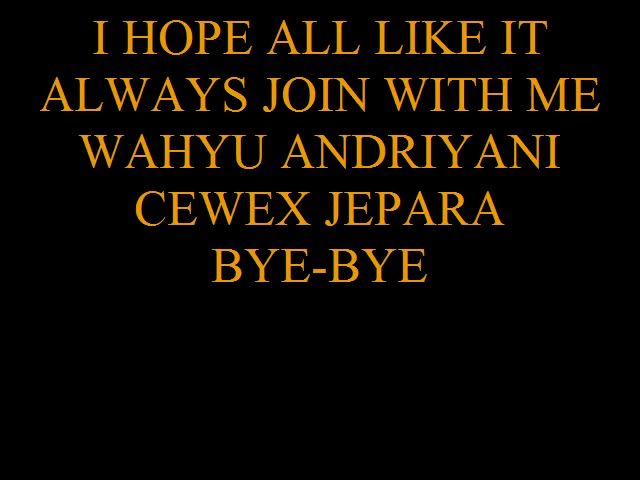 I HOPE ALL LIKE IT
ALWAYS JOIN WITH ME
WAHYU ANDRIYANI
CEWEX JEPARA
BYE-BYE